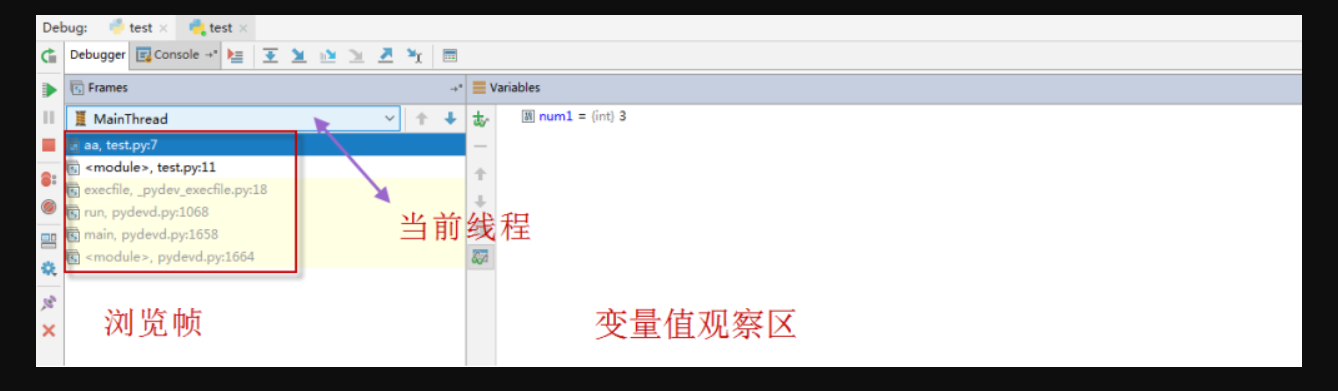 Debug: test × test ×
Debugger Console
Frames
Variables
MainThread
num1 = {int} 3
aa, test.py:7
<module>, test.py:11
execfile, _pydev_execfile.py:18
run, pydevd.py:1068
main, pydevd.py:1658
<module>, pydevd.py:1664
当前线程
浏览帧
变量值观察区